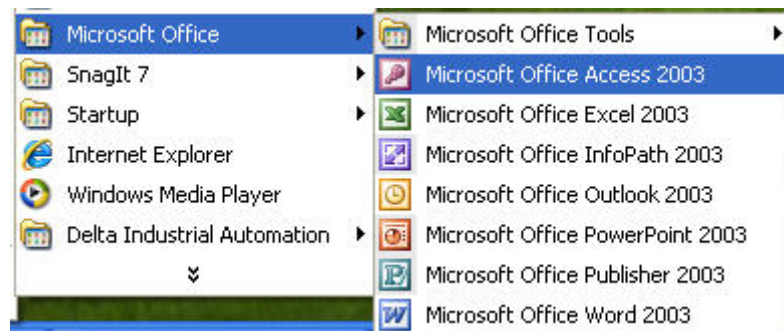 Microsoft Office
SnagIt 7
Startup
Internet Explorer
Windows Media Player
Delta Industrial Automation
Microsoft Office Tools
Microsoft Office Access 2003
Microsoft Office Excel 2003
Microsoft Office InfoPath 2003
Microsoft Office Outlook 2003
Microsoft Office PowerPoint 2003
Microsoft Office Publisher 2003
Microsoft Office Word 2003